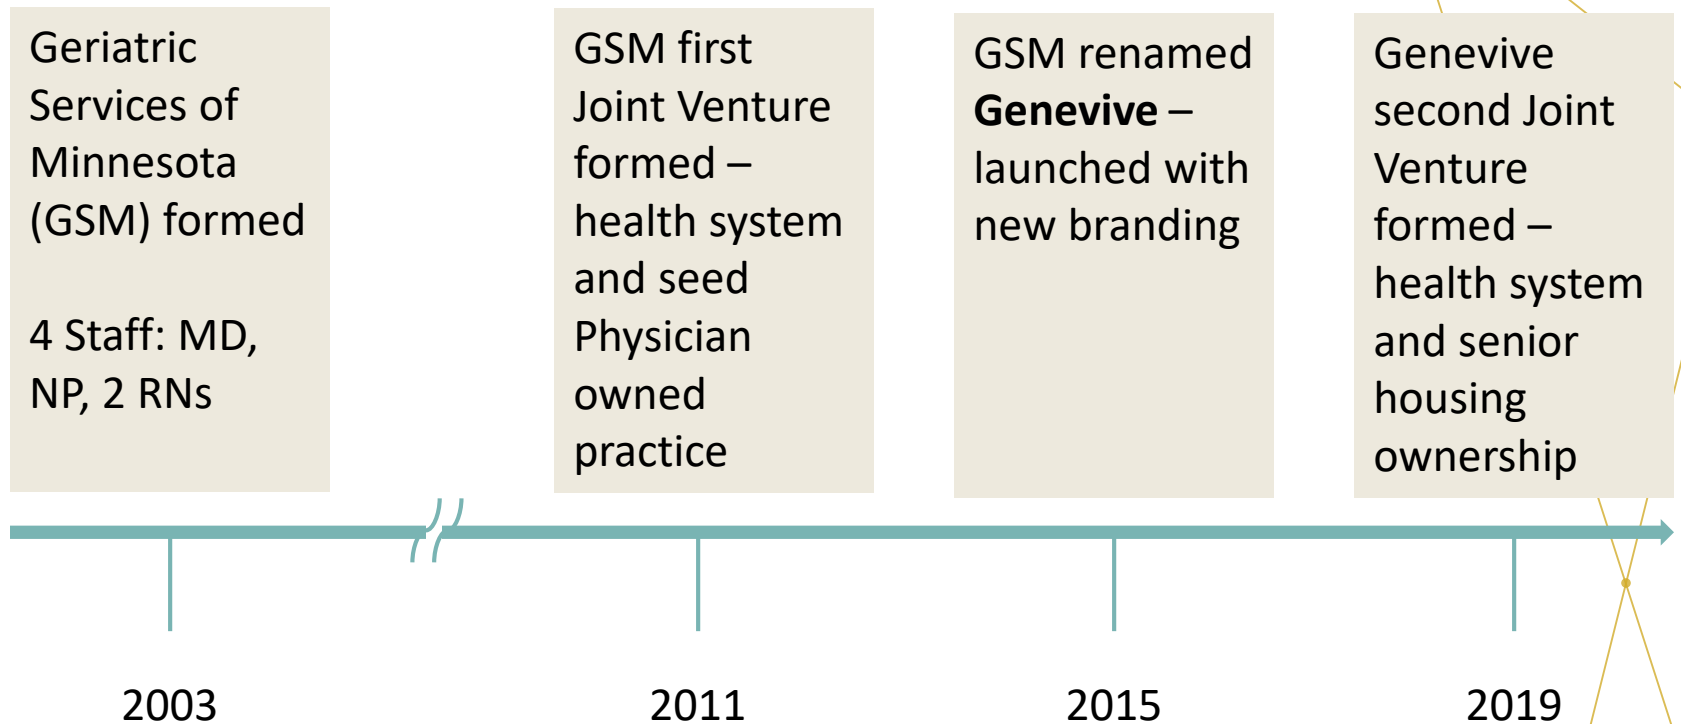 Geriatric
Services of
Minnesota
(GSM) formed
4 Staff: MD,
NP, 2 RNs
GSM first
Joint Venture
formed –
health system
and seed
Physician
owned
practice
GSM renamed
Genevive –
launched with
new branding
Genevive
second Joint
Venture
formed –
health system
and senior
housing
ownership
2003
2011
2015
2019